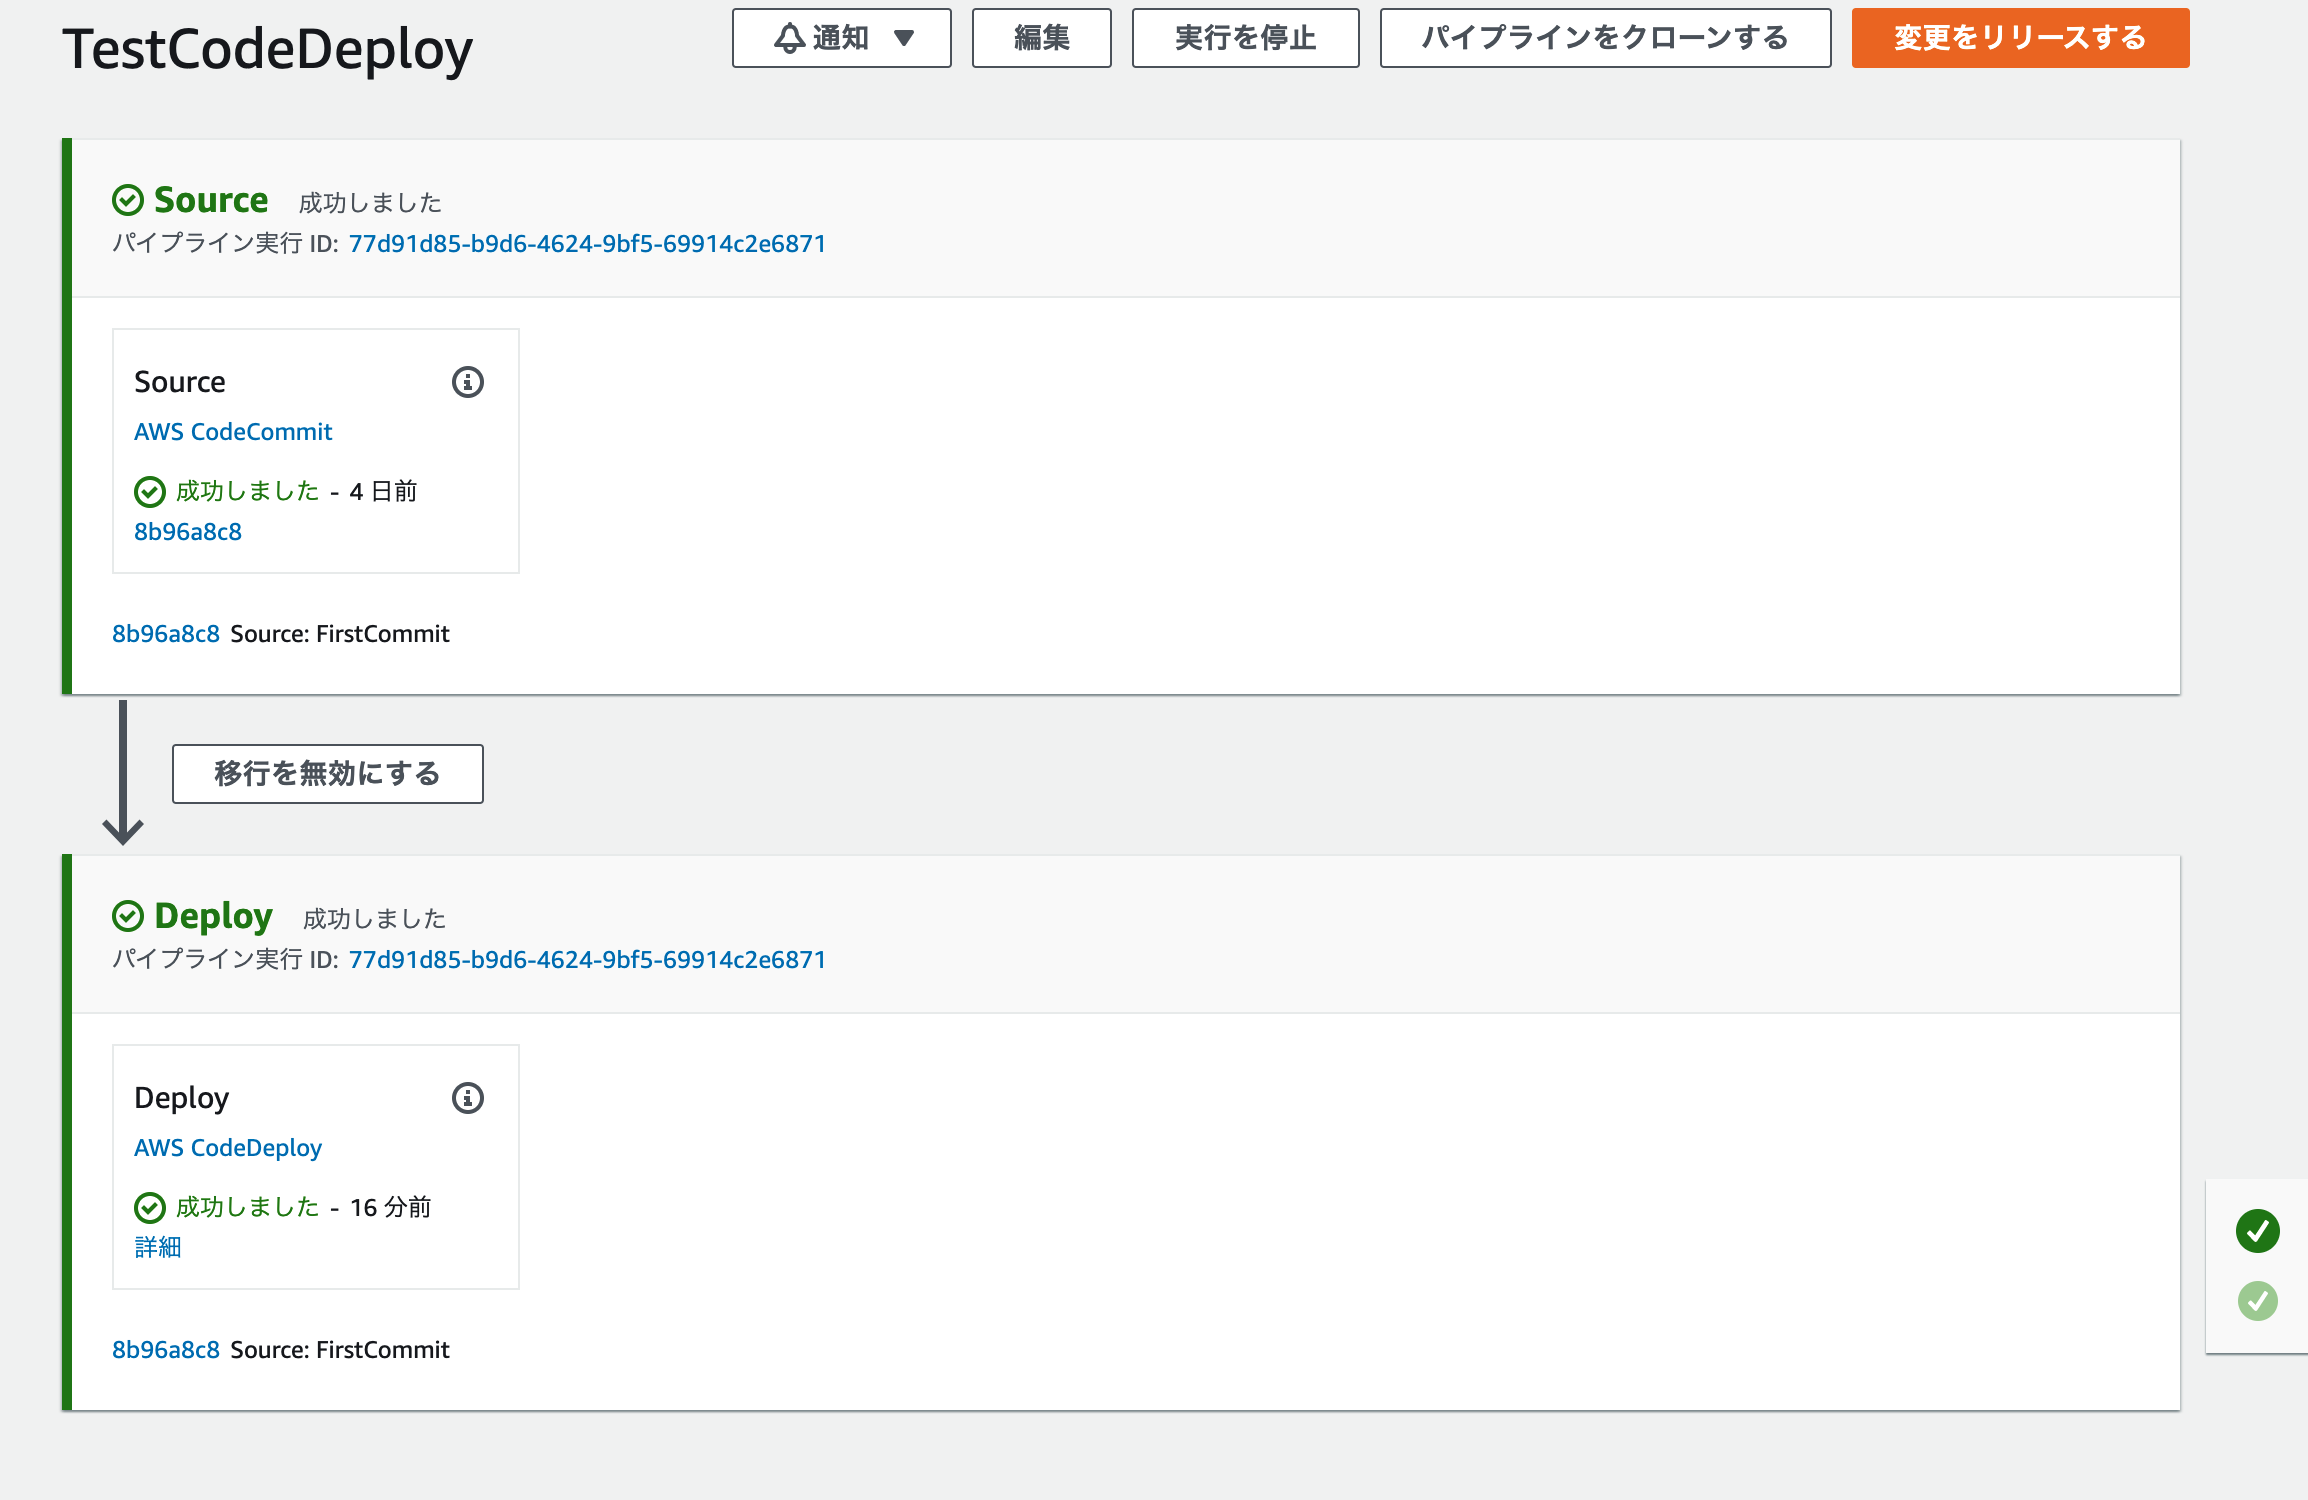 TestCodeDeploy
通知 ▼
編集
実行を停止
パイプラインをクローンする
変更をリリースする
Source 成功しました
パイプライン実行 ID: 77d91d85-b9d6-4624-9bf5-69914c2e6871
Source
AWS CodeCommit
成功しました - 4 日前
8b96a8c8
8b96a8c8 Source: FirstCommit
移行を無効にする
Deploy 成功しました
パイプライン実行 ID: 77d91d85-b9d6-4624-9bf5-69914c2e6871
Deploy
AWS CodeDeploy
成功しました - 16 分前
詳細
8b96a8c8 Source: FirstCommit